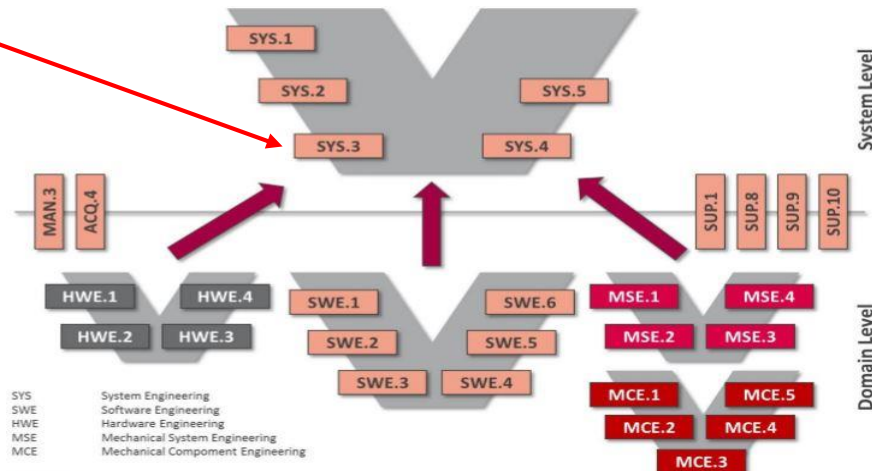 SYS.1
SYS.2
SYS.5
SYS.3
SYS.4
System Level
MAN.3
ACQ.4
SUP.1
SUP.8
SUP.9
SUP.10
HWE.1
HWE.4
HWE.2
HWE.3
SWE.1
SWE.6
SWE.2
SWE.5
SWE.3
SWE.4
MSE.1
MSE.4
MSE.2
MSE.3
MCE.1
MCE.5
MCE.2
MCE.4
MCE.3
Domain Level
SYS System Engineering
SWE Software Engineering
HWE Hardware Engineering
MSE Mechanical System Engineering
MCE Mechanical Compoment Engineering